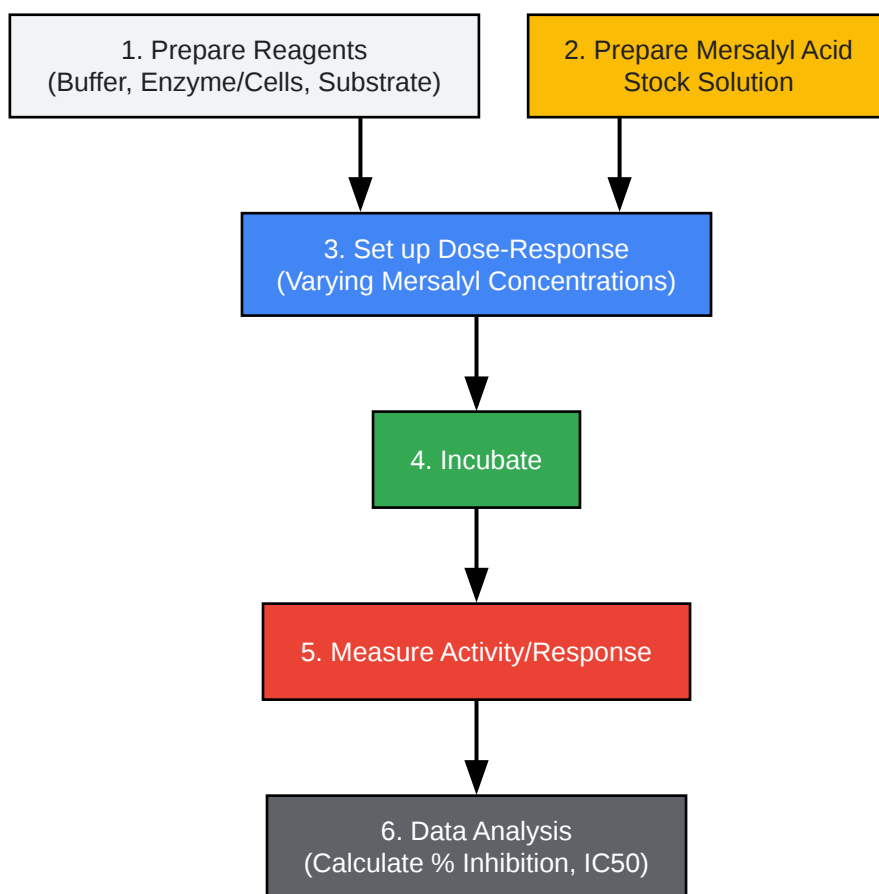 1. Prepare Reagents
(Buffer, Enzyme/Cells, Substrate)
2. Prepare Mersalyl Acid
Stock Solution
3. Set up Dose-Response
(Varying Mersalyl Concentrations)
4. Incubate
5. Measure Activity/Response
6. Data Analysis
(Calculate % Inhibition, IC50)